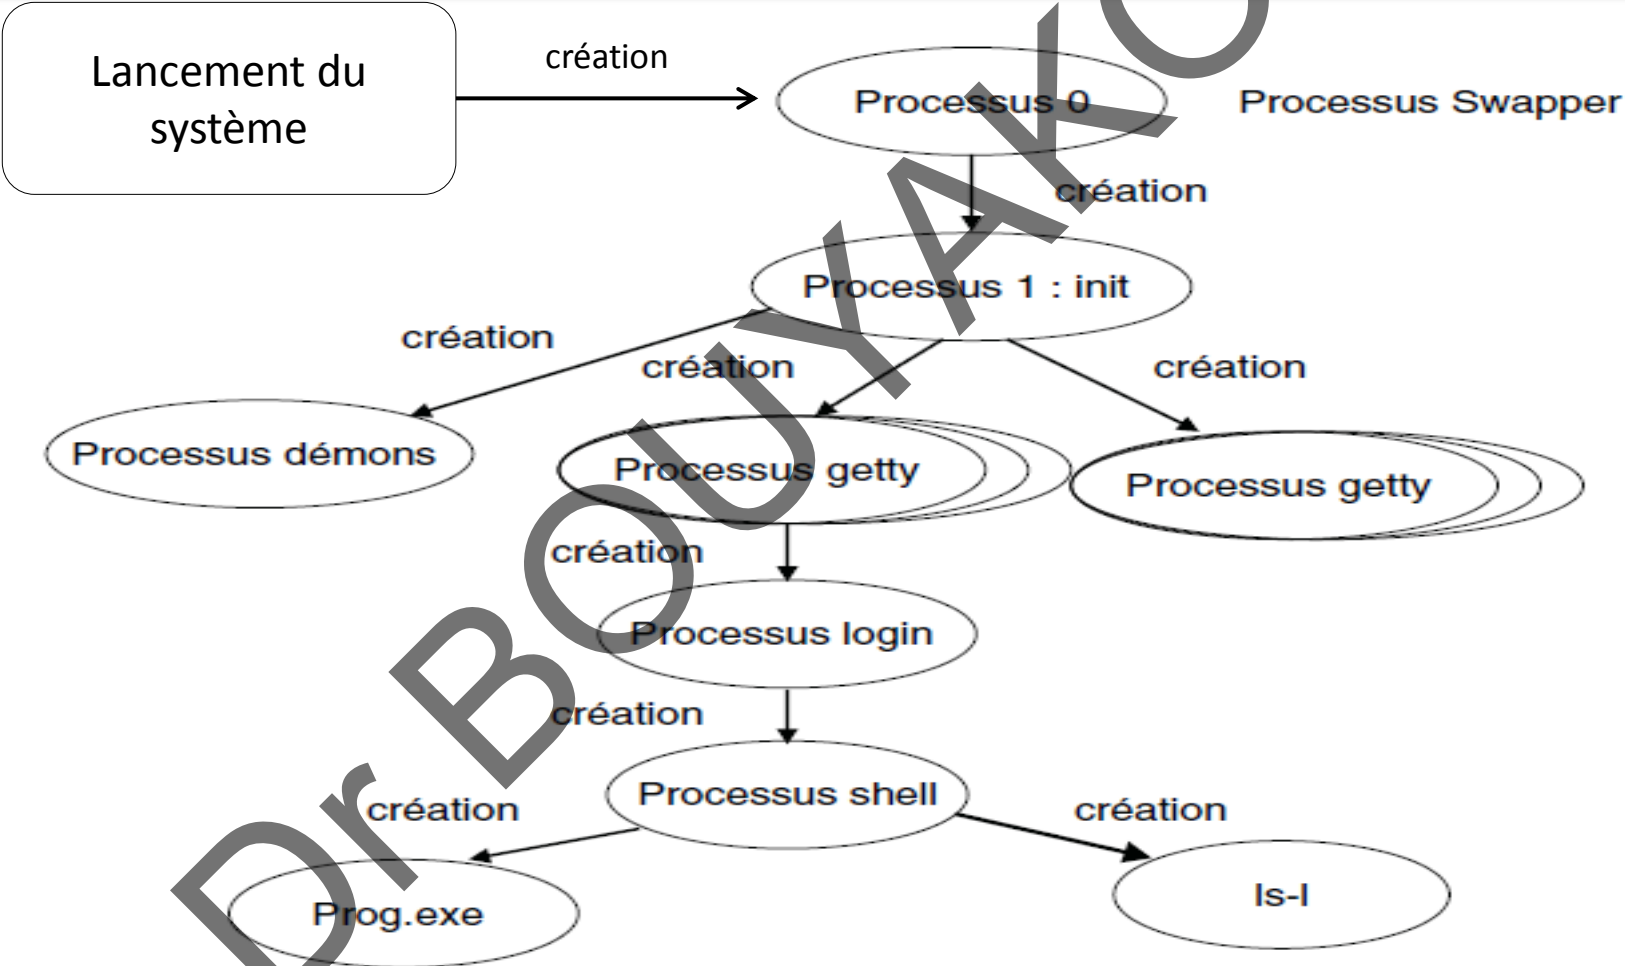 Lancement du
système
création
Processus 0
Processus Swapper
création
Processus 1 : init
création
création
création
Processus démons
Processus getty
Processus getty
création
Processus login
création
Processus shell
création
création
Prog.exe
ls-l
Dr BOUYAKO